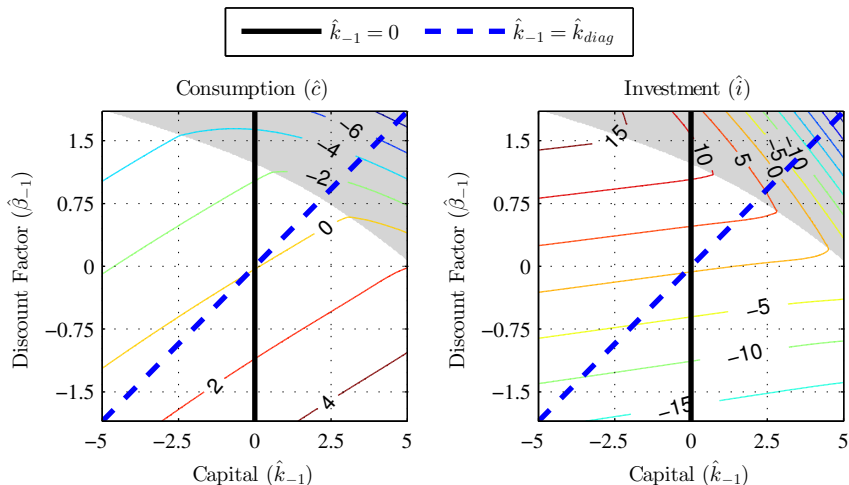 k̂₋₁ = 0    k̂₋₁ = k̂_diag
Consumption (ĉ)
−6
−4
−2
0
2
4
1.5
0.75
0
−0.75
−1.5
−5 −2.5 0 2.5 5
Discount Factor (β̂₋₁)
Capital (k̂₋₁)
Investment (î)
15
10
5
0
−5
−10
−5
−10
−15
1.5
0.75
0
−0.75
−1.5
−5 −2.5 0 2.5 5
Discount Factor (β̂₋₁)
Capital (k̂₋₁)